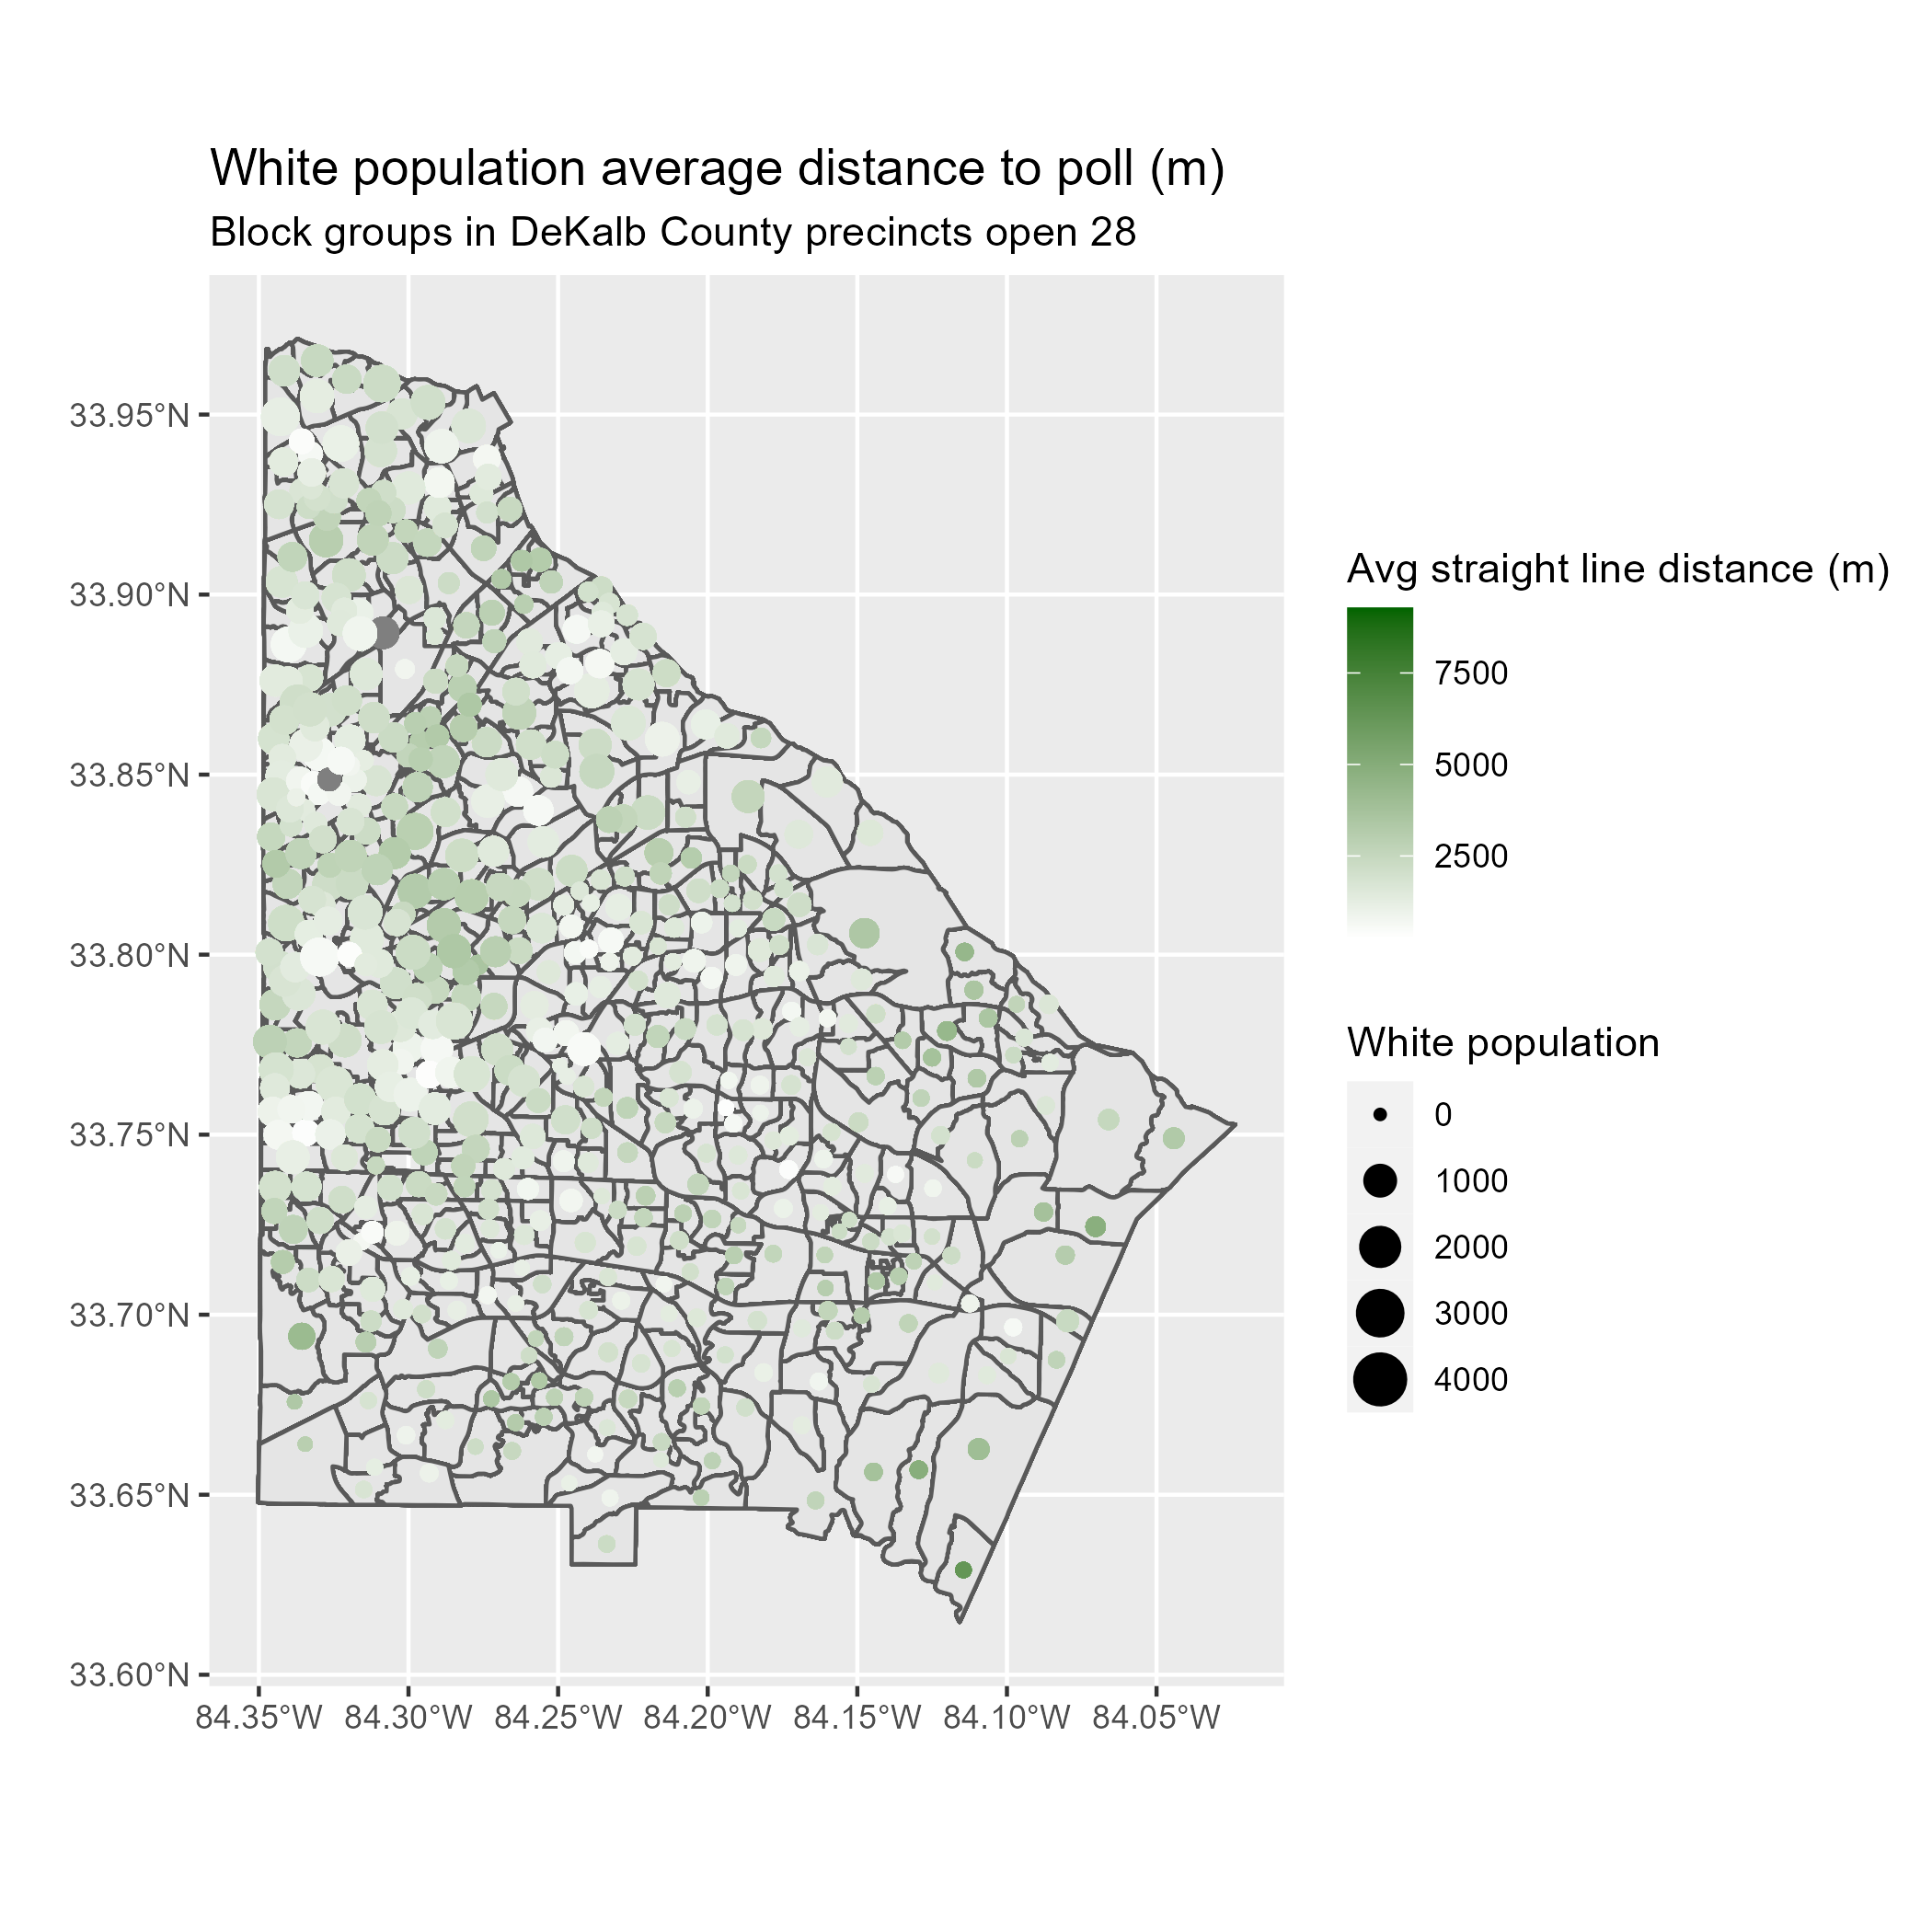 White population average distance to poll (m)
Block groups in DeKalb County precincts open 28
33.95°N
33.90°N
33.85°N
33.80°N
33.75°N
33.70°N
33.65°N
33.60°N
84.35°W 84.30°W 84.25°W 84.20°W 84.15°W 84.10°W 84.05°W
Avg straight line distance (m)
7500
5000
2500
White population
0
1000
2000
3000
4000